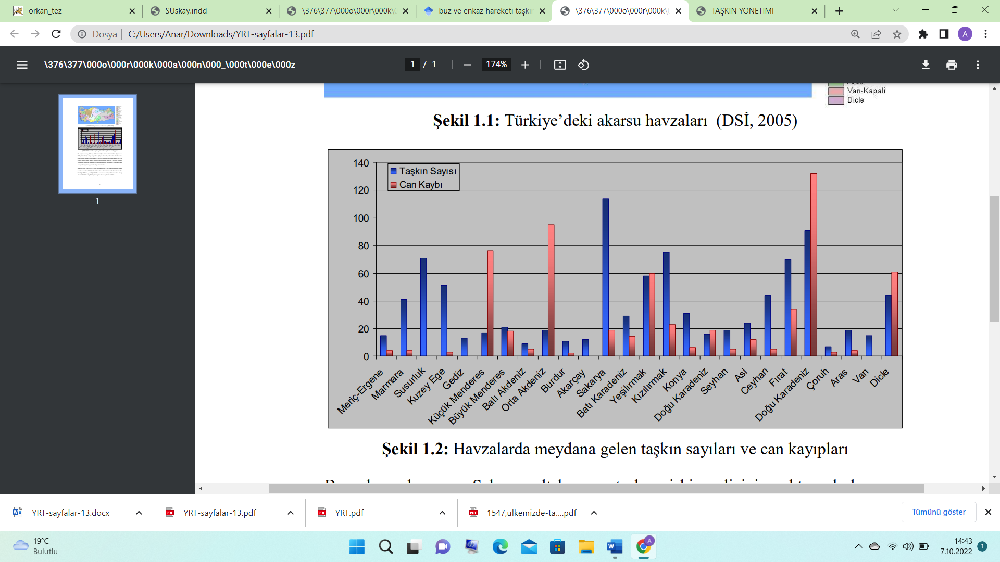 orkan_tez
SUskay.indd
\376\377\000o\000r\000k\
buz ve enkaz hareketi taşkın
\376\377\000o\000r\000k\
TAŞKIN YÖNETİMİ
Dosya
C:/Users/Anar/Downloads/YRT-sayfalar-13.pdf
A
\376\377\000o\000r\000k\000a\000n\000_\000t\000e\000z
1 / 1
174%
1
Van-Kapali
Dicle
Şekil 1.1: Türkiye’deki akarsu havzaları (DSİ, 2005)
Taşkın Sayısı
Can Kaybı
140
120
100
80
60
40
20
0
Meriç-Ergene
Marmara
Susurluk
Kuzey Ege
Gediz
Küçük Menderes
Büyük Menderes
Batı Akdeniz
Orta Akdeniz
Burdur
Akarçay
Sakarya
Batı Karadeniz
Yeşilırmak
Kızılırmak
Konya
Doğu Karadeniz
Seyhan
Asi
Ceyhan
Fırat
Doğu Karadeniz
Çoruh
Aras
Van
Dicle
Şekil 1.2: Havzalarda meydana gelen taşkın sayıları ve can kayıpları
YRT-sayfalar-13.docx
YRT-sayfalar-13.pdf
YRT.pdf
1547,ulkemizde-ta....pdf
Tümünü göster
19°C
Bulutlu
14:43
7.10.2022
1